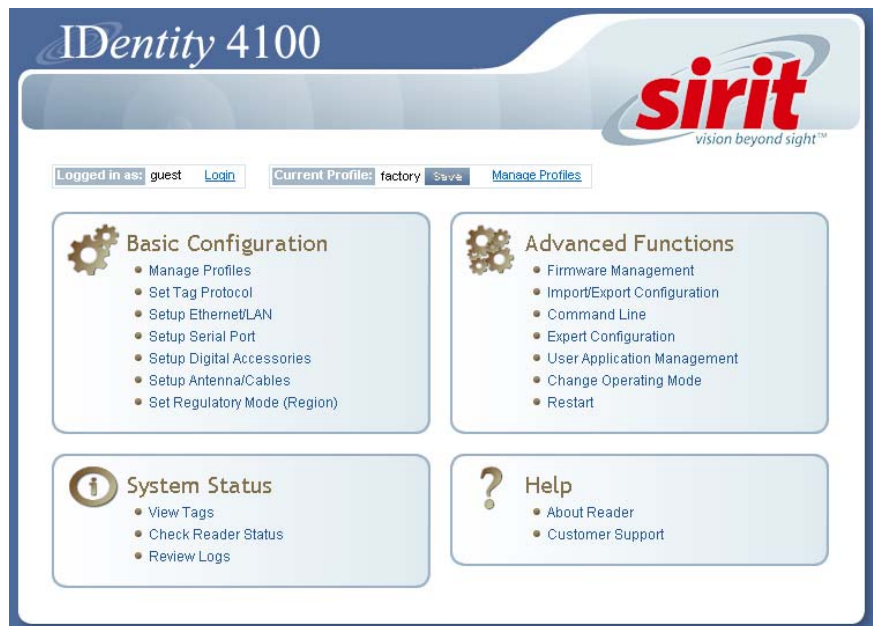 IDentity 4100
sirit
vision beyond sight™
Logged in as: guest Login Current Profile: factory Save Manage Profiles
Basic Configuration
Manage Profiles
Set Tag Protocol
Setup Ethernet/LAN
Setup Serial Port
Setup Digital Accessories
Setup Antenna/Cables
Set Regulatory Mode (Region)
Advanced Functions
Firmware Management
Import/Export Configuration
Command Line
Expert Configuration
User Application Management
Change Operating Mode
Restart
System Status
View Tags
Check Reader Status
Review Logs
Help
About Reader
Customer Support